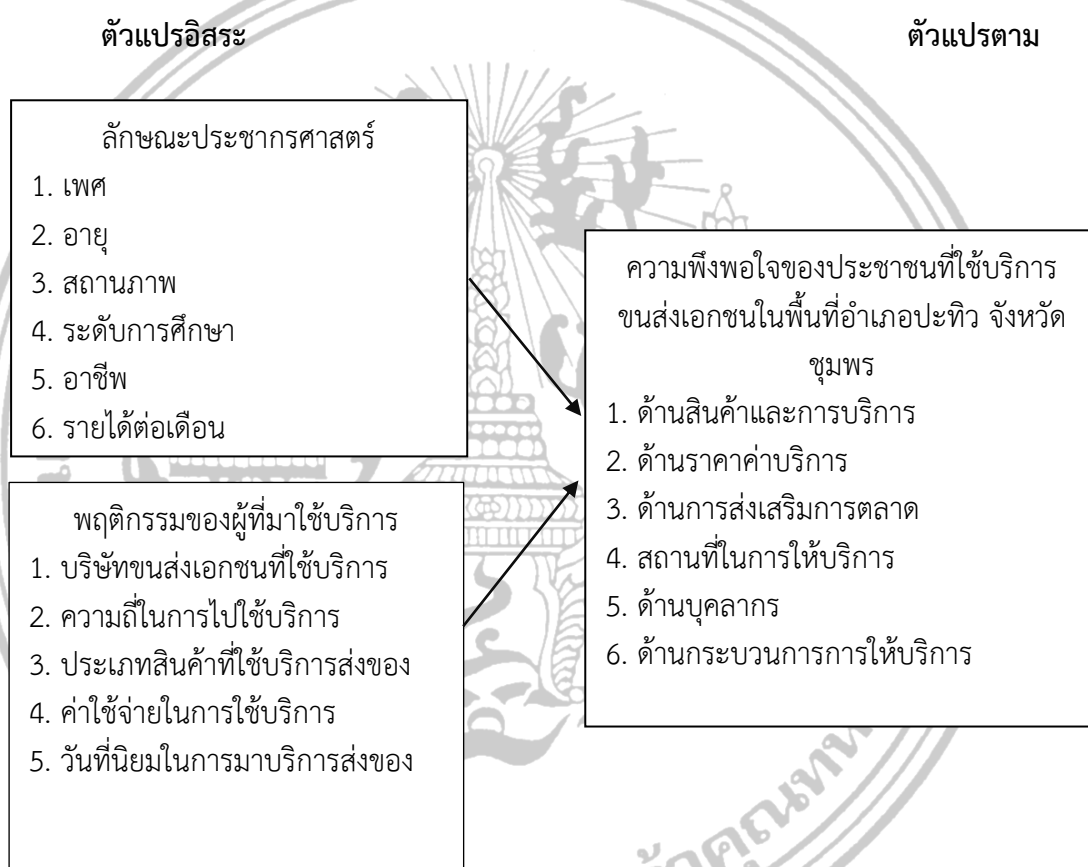 ตัวแปรอิสระ
ตัวแปรตาม
ลักษณะประชากรศาสตร์
1. เพศ
2. อายุ
3. สถานภาพ
4. ระดับการศึกษา
5. อาชีพ
6. รายได้ต่อเดือน
พฤติกรรมของผู้ที่มาใช้บริการ
1. บริษัทขนส่งเอกชนที่ใช้บริการ
2. ความถี่ในการไปใช้บริการ
3. ประเภทสินค้าที่ใช้บริการส่งของ
4. ค่าใช้จ่ายในการใช้บริการ
5. วันที่นิยมในการมาบริการส่งของ
ความพึงพอใจของประชาชนที่ใช้บริการ
ขนส่งเอกชนในพื้นที่อำเภอปะทิว จังหวัด
ชุมพร
1. ด้านสินค้าและการบริการ
2. ด้านราคาค่าบริการ
3. ด้านการส่งเสริมการตลาด
4. สถานที่ในการให้บริการ
5. ด้านบุคลากร
6. ด้านกระบวนการการให้บริการ